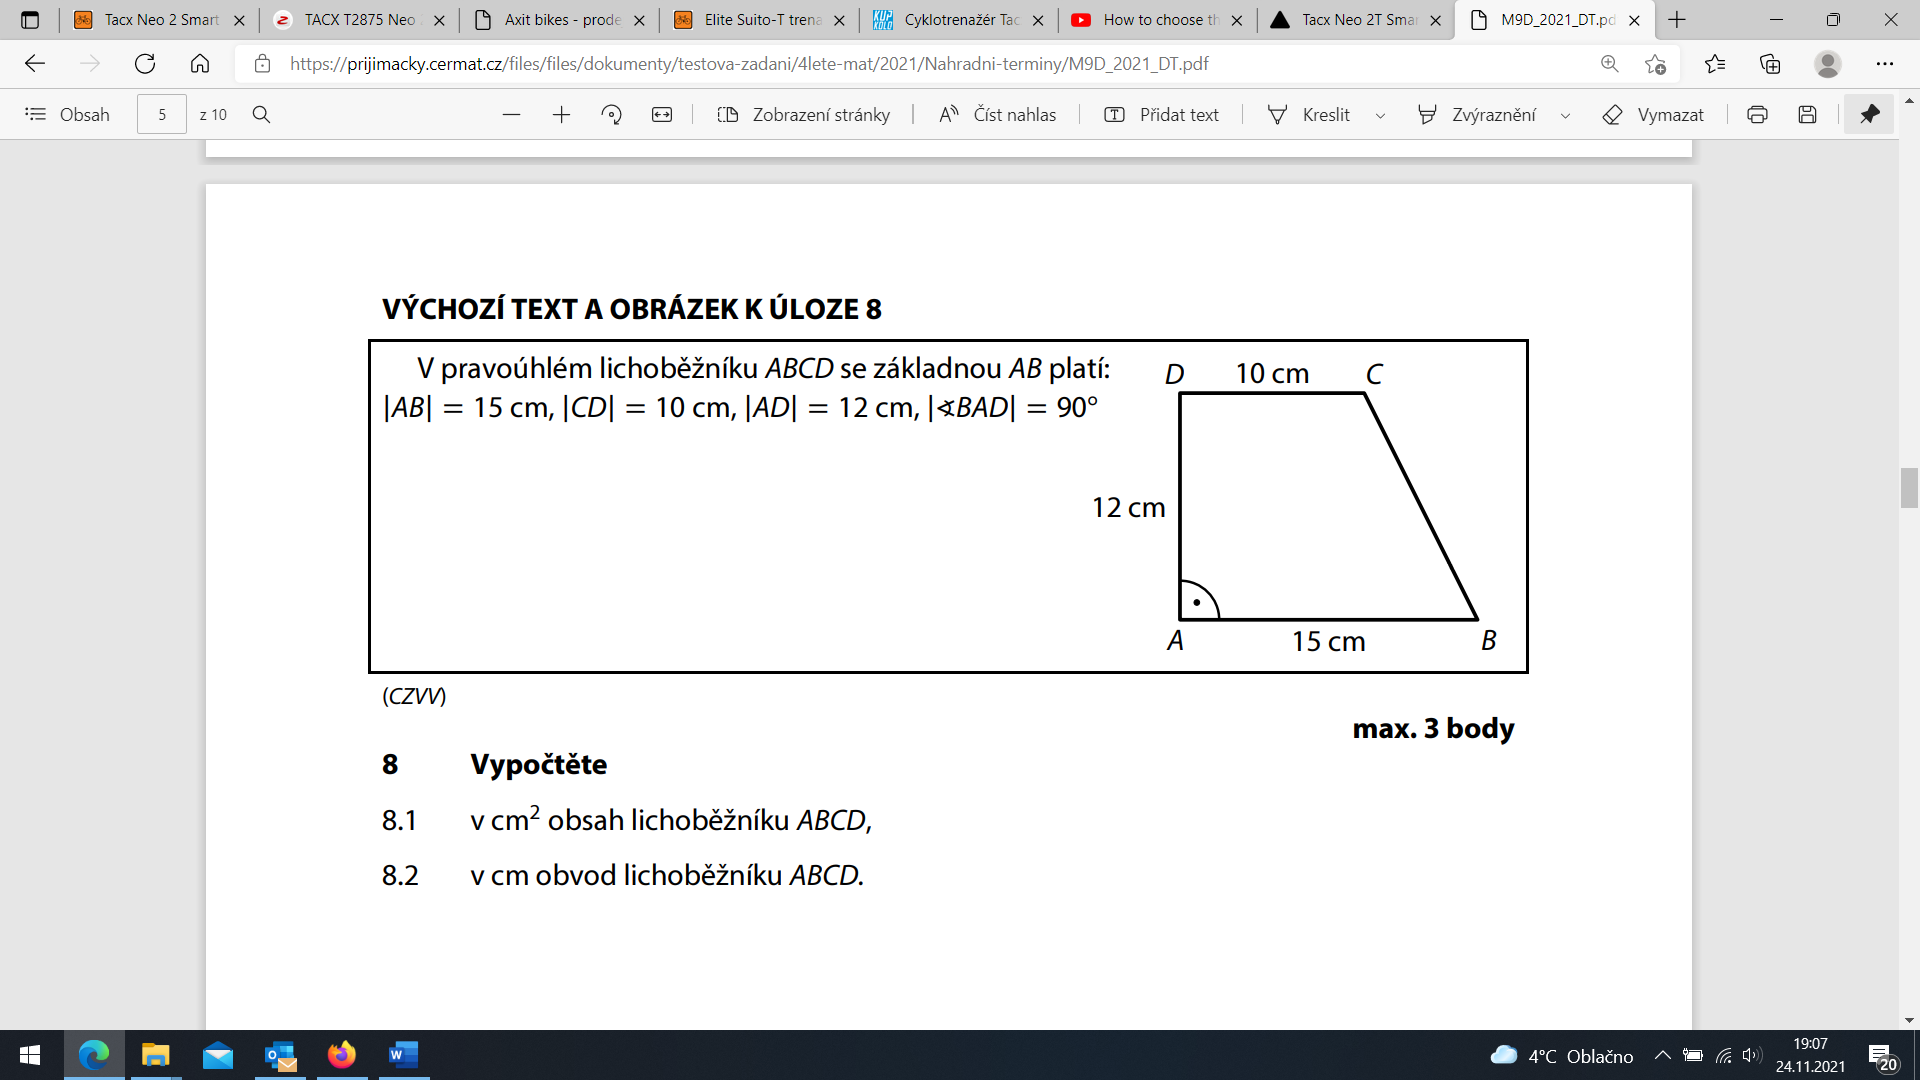 Tacx Neo 2 Smart
TACX T2875 Neo 2
Axit bikes - prode
Elite Suito-T trena
Cyklotrenažér Tac
How to choose th
Tacx Neo 2T Smar
M9D_2021_DT.pd
https://prijimacky.cermat.cz/files/files/dokumenty/testova-zadani/4lete-mat/2021/Nahradni-terminy/M9D_2021_DT.pdf
Obsah 5 z 10 Zobrazení stránky Číst nahlas Přidat text Kreslit Zvýraznění Vymazat
VÝCHOZÍ TEXT A OBRÁZEK K ÚLOZE 8
V pravoúhlém lichoběžníku ABCD se základnou AB platí:
|AB| = 15 cm, |CD| = 10 cm, |AD| = 12 cm, |∢BAD| = 90°
D 10 cm C
12 cm
A 15 cm B
(CZVV)
max. 3 body
8 Vypočtěte
8.1 v cm² obsah lichoběžníku ABCD,
8.2 v cm obvod lichoběžníku ABCD.
4°C Oblačno
19:07
24.11.2021
20